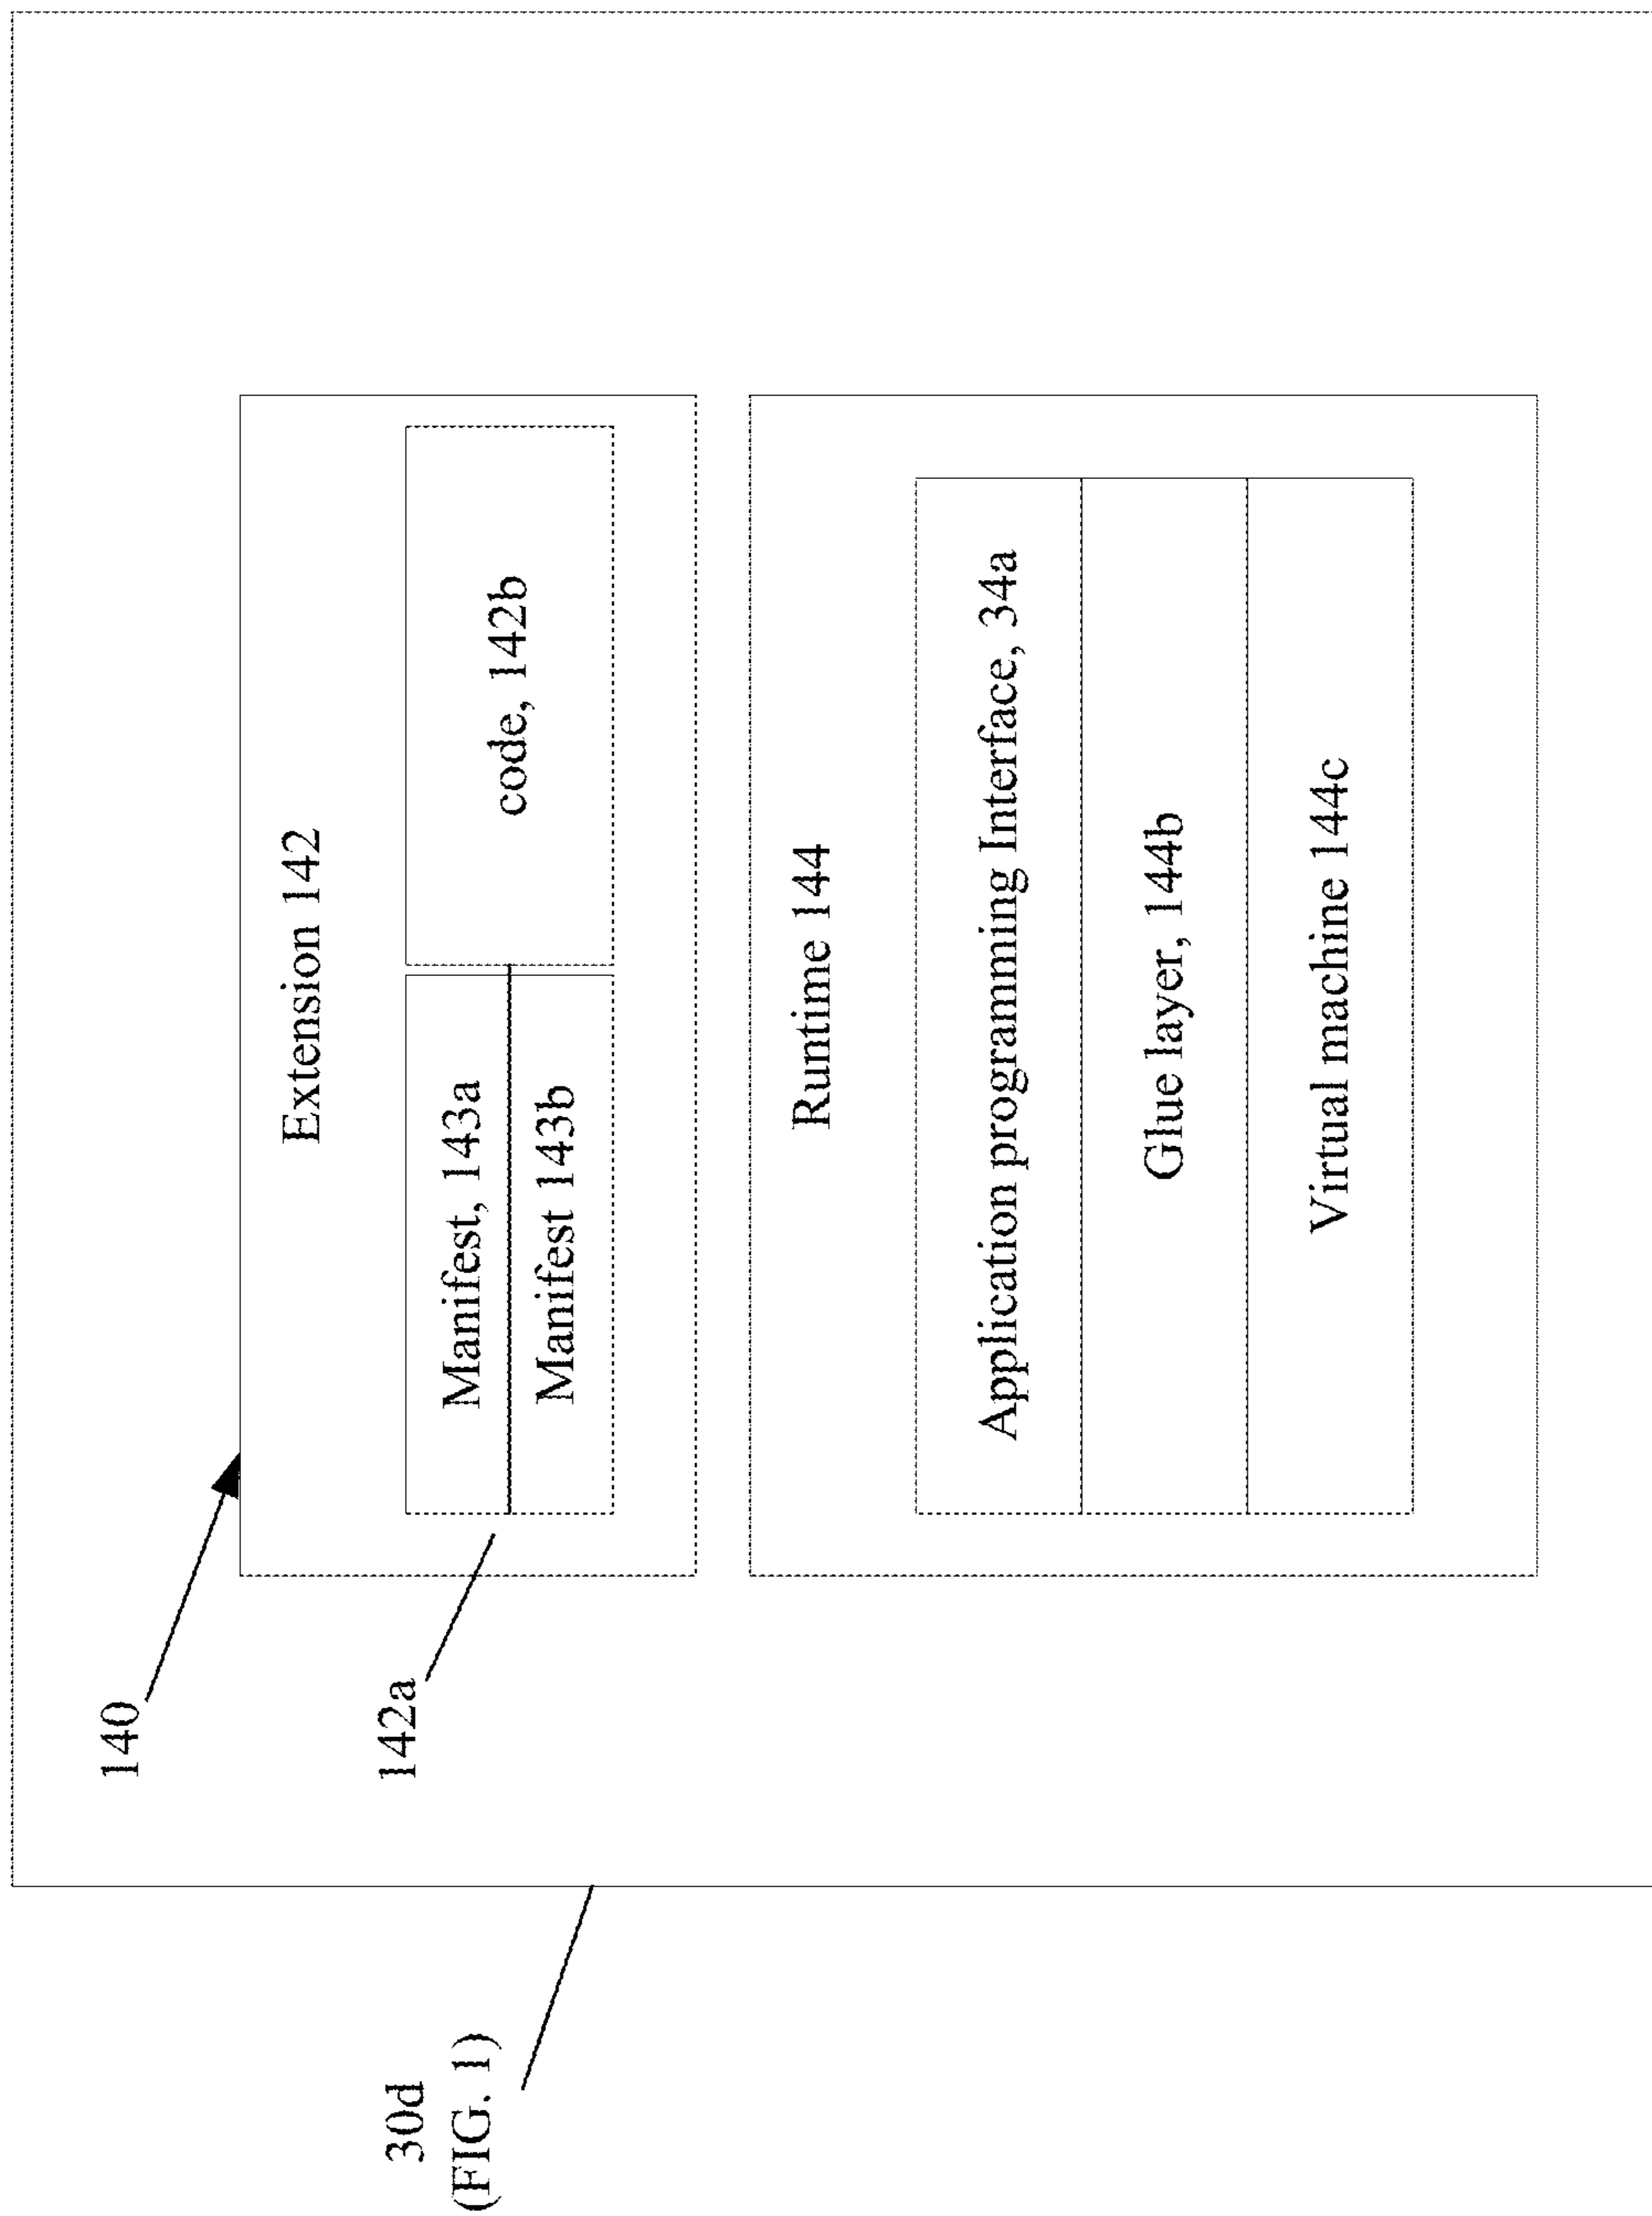 140
Extension 142
142a
Manifest, 143a
Manifest 143b
code, 142b
30d
(FIG. 1)
Runtime 144
Application programming Interface, 34a
Glue layer, 144b
Virtual machine 144c